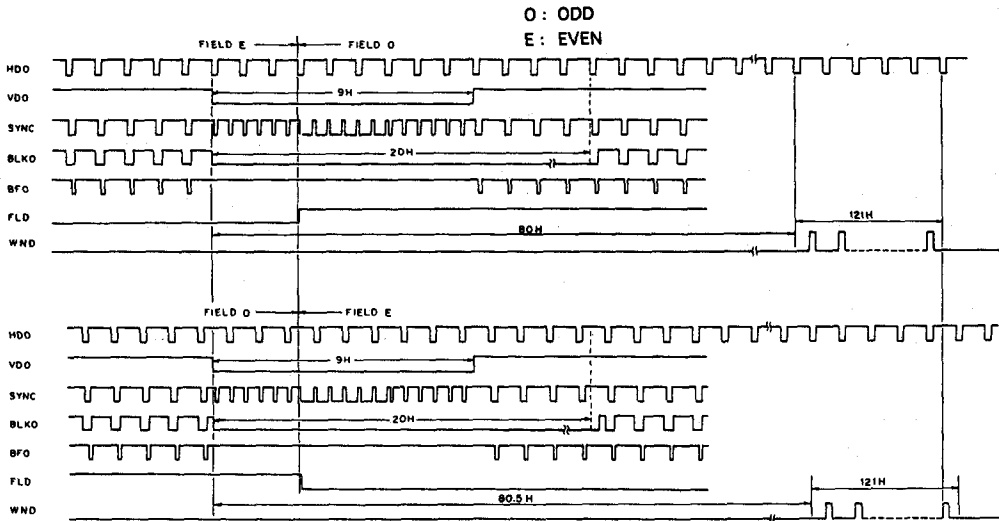 O : ODD
E : EVEN
FIELD E FIELD O
HDO
VDO 9H
SYNC
BLKO 20H
BFO
FLD
WND 80H 121H
FIELD O FIELD E
HDO
VDO 9H
SYNC
BLKO 20H
BFO
FLD
WND 80.5H 121H